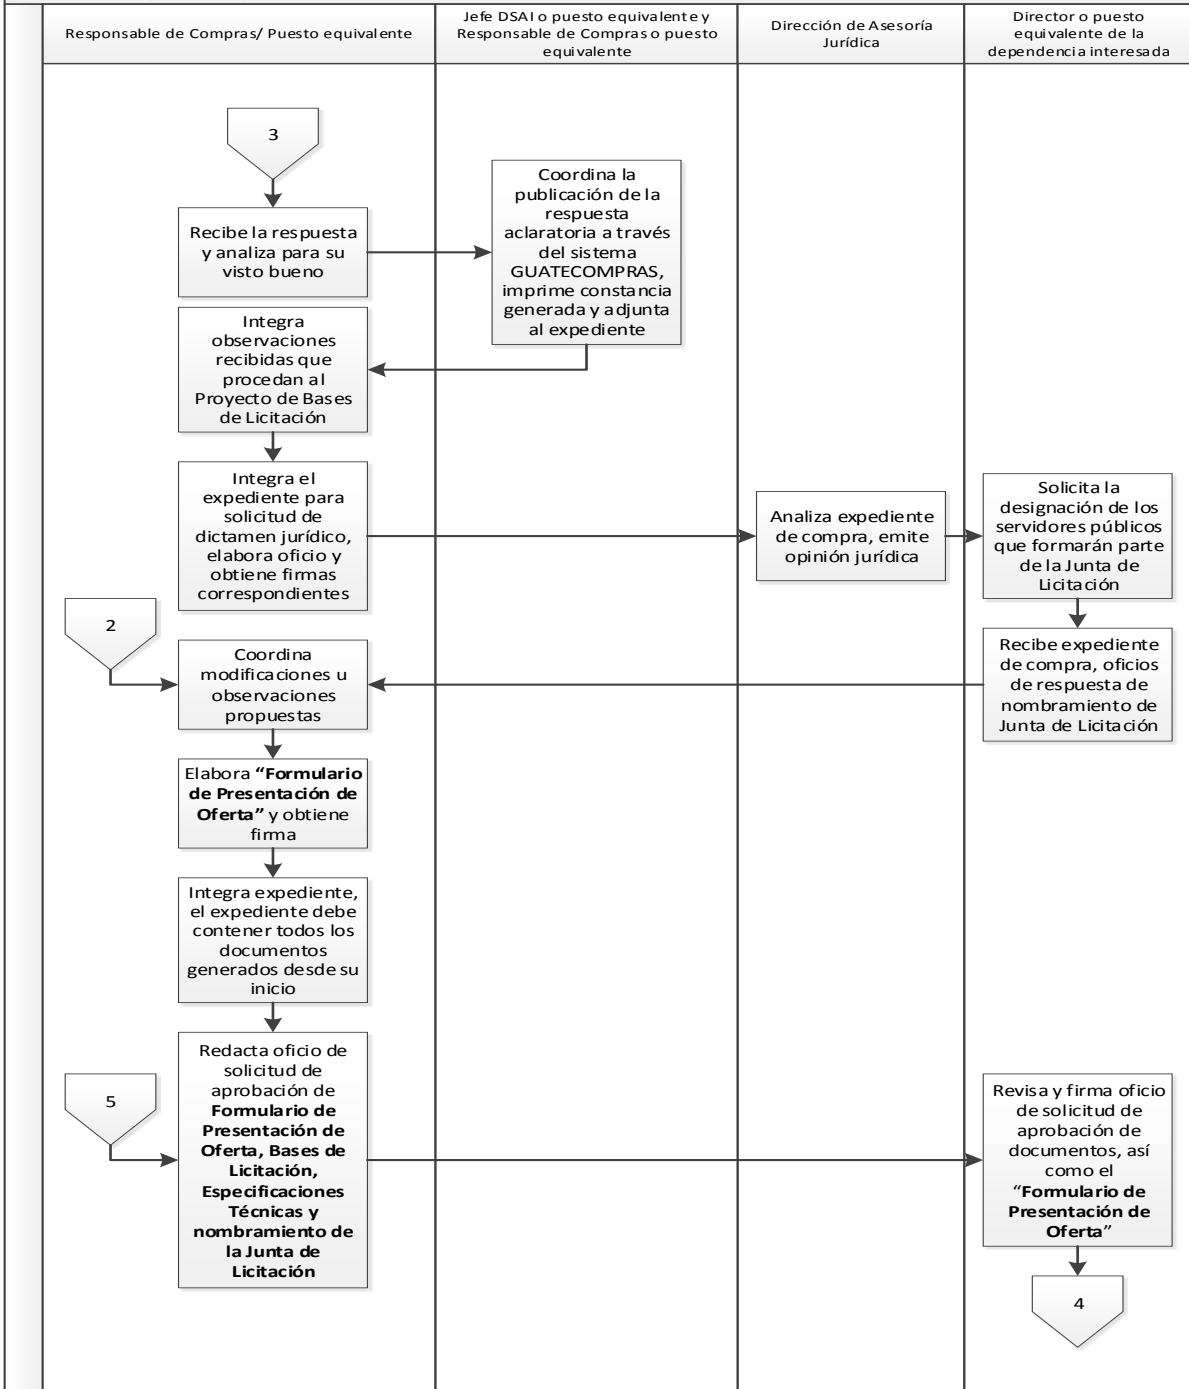 Responsable de Compras/ Puesto equivalente
Jefe DSAI o puesto equivalente y
Responsable de Compras o puesto
equivalente
Dirección de Asesoría
Jurídica
Director o puesto
equivalente de la
dependencia interesada
3
Recibe la respuesta
y analiza para su
visto bueno
Coordina la
publicación de la
respuesta
aclaratoria a través
del sistema
GUATECOMPRAS,
imprime constancia
generada y adjunta
al expediente
Integra
observaciones
recibidas que
procedan al
Proyecto de Bases
de Licitación
Integra el
expediente para
solicitud de
dictamen jurídico,
elabora oficio y
obtiene firmas
correspondientes
Analiza expediente
de compra, emite
opinión jurídica
Solicita la
designación de los
servidores públicos
que formarán parte
de la Junta de
Licitación
2
Coordina
modificaciones u
observaciones
propuestas
Recibe expediente
de compra, oficios
de respuesta de
nombramiento de
Junta de Licitación
Elabora “Formulario
de Presentación de
Oferta” y obtiene
firma
Integra expediente,
el expediente debe
contener todos los
documentos
generados desde su
inicio
5
Redacta oficio de
solicitud de
aprobación de
Formulario de
Presentación de
Oferta, Bases de
Licitación,
Especificaciones
Técnicas y
nombramiento de
la Junta de
Licitación
Revisa y firma oficio
de solicitud de
aprobación de
documentos, así
como el
“Formulario de
Presentación de
Oferta”
4